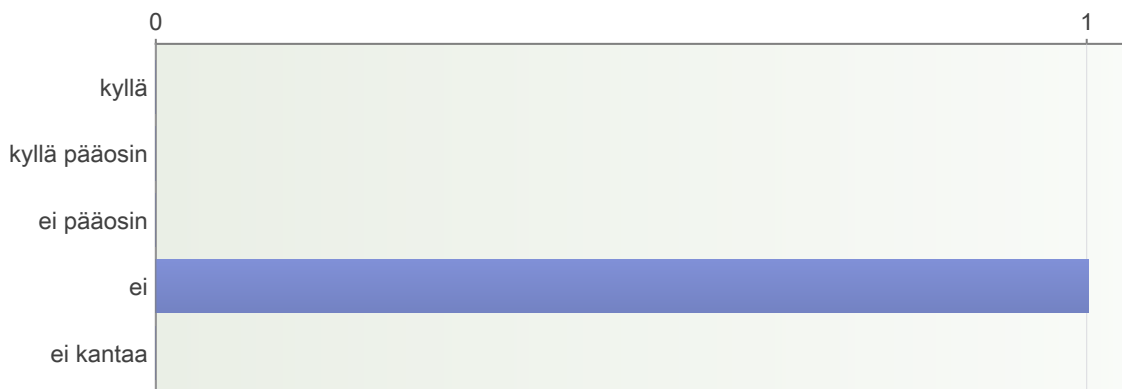 0 1
kyllä
kyllä pääosin
ei pääosin
ei
ei kantaa